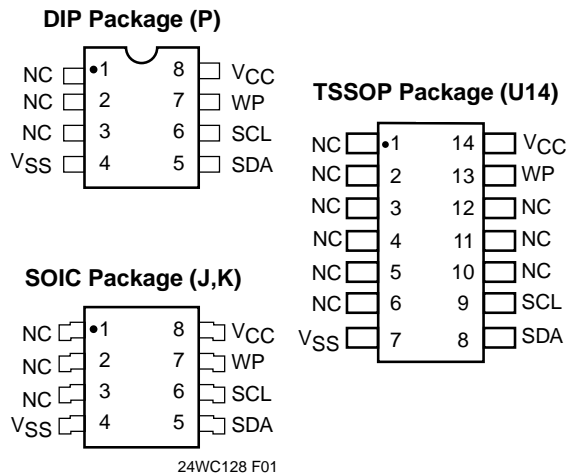 DIP Package (P)
NC 1 8 VCC
NC 2 7 WP
NC 3 6 SCL
VSS 4 5 SDA
TSSOP Package (U14)
NC 1 14 VCC
NC 2 13 WP
NC 3 12 NC
NC 4 11 NC
NC 5 10 NC
NC 6 9 SCL
VSS 7 8 SDA
SOIC Package (J,K)
NC 1 8 VCC
NC 2 7 WP
NC 3 6 SCL
VSS 4 5 SDA
24WC128 F01